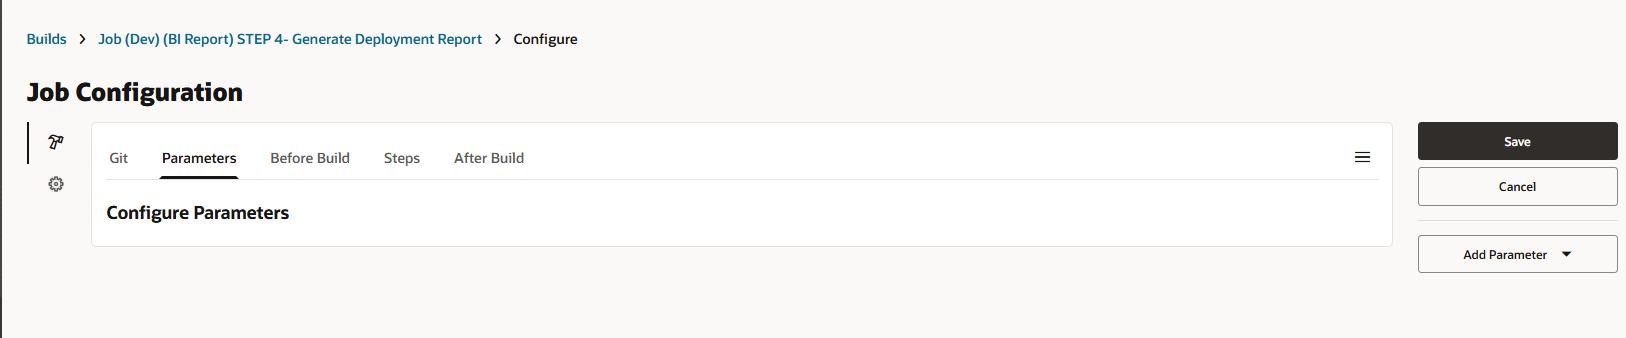 Builds > Job (Dev) (BI Report) STEP 4- Generate Deployment Report > Configure
Job Configuration
Git Parameters Before Build Steps After Build
Configure Parameters
Save
Cancel
Add Parameter